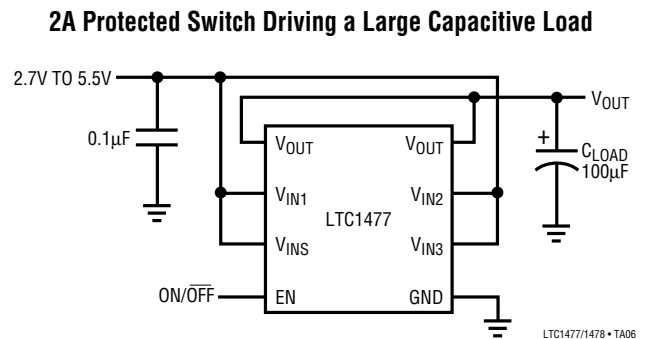 2A Protected Switch Driving a Large Capacitive Load
2.7V TO 5.5V
VOUT
0.1µF
+
CLOAD
100µF
VOUT
VOUT
VIN1
VIN2
LTC1477
VINS
VIN3
ON/OFF
EN
GND
LTC1477/1478 • TA06